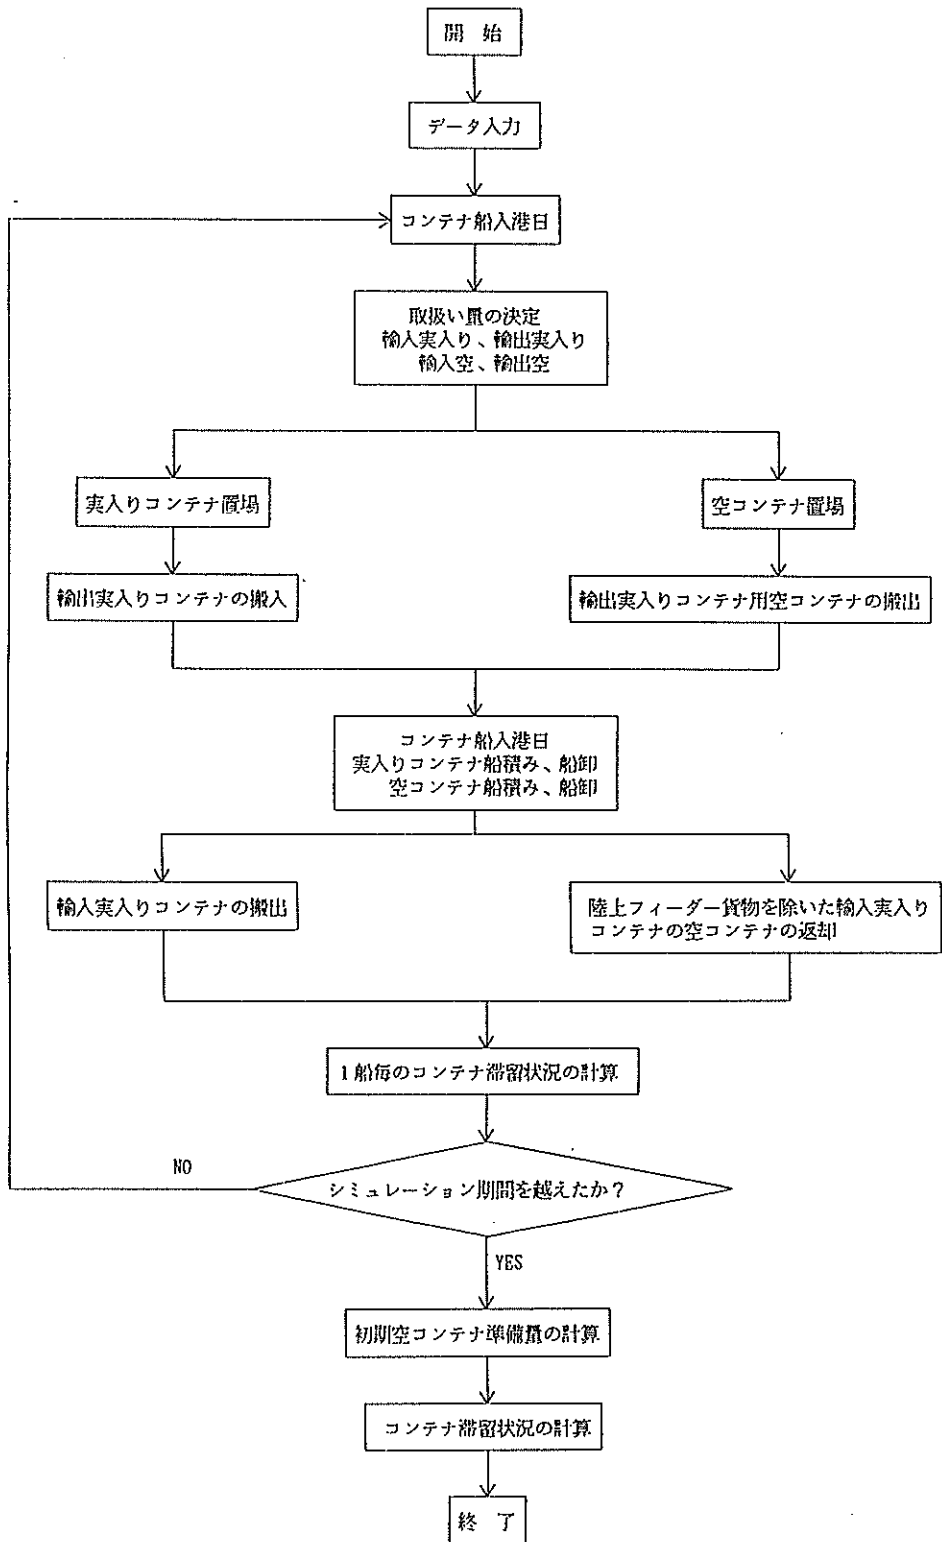 開 始
データ入力
コンテナ船入港日
取扱い量の決定
輸入実入り、輸出実入り
輸入空、輸出空
実入りコンテナ置場
空コンテナ置場
輸出実入りコンテナの搬入
輸出実入りコンテナ用空コンテナの搬出
コンテナ船入港日
実入りコンテナ船積み、船卸
空コンテナ船積み、船卸
輸入実入りコンテナの搬出
陸上フィーダー貨物を除いた輸入実入り
コンテナの空コンテナの返却
1船毎のコンテナ滞留状況の計算
NO
シミュレーション期間を越えたか?
YES
初期空コンテナ準備量の計算
コンテナ滞留状況の計算
終 了